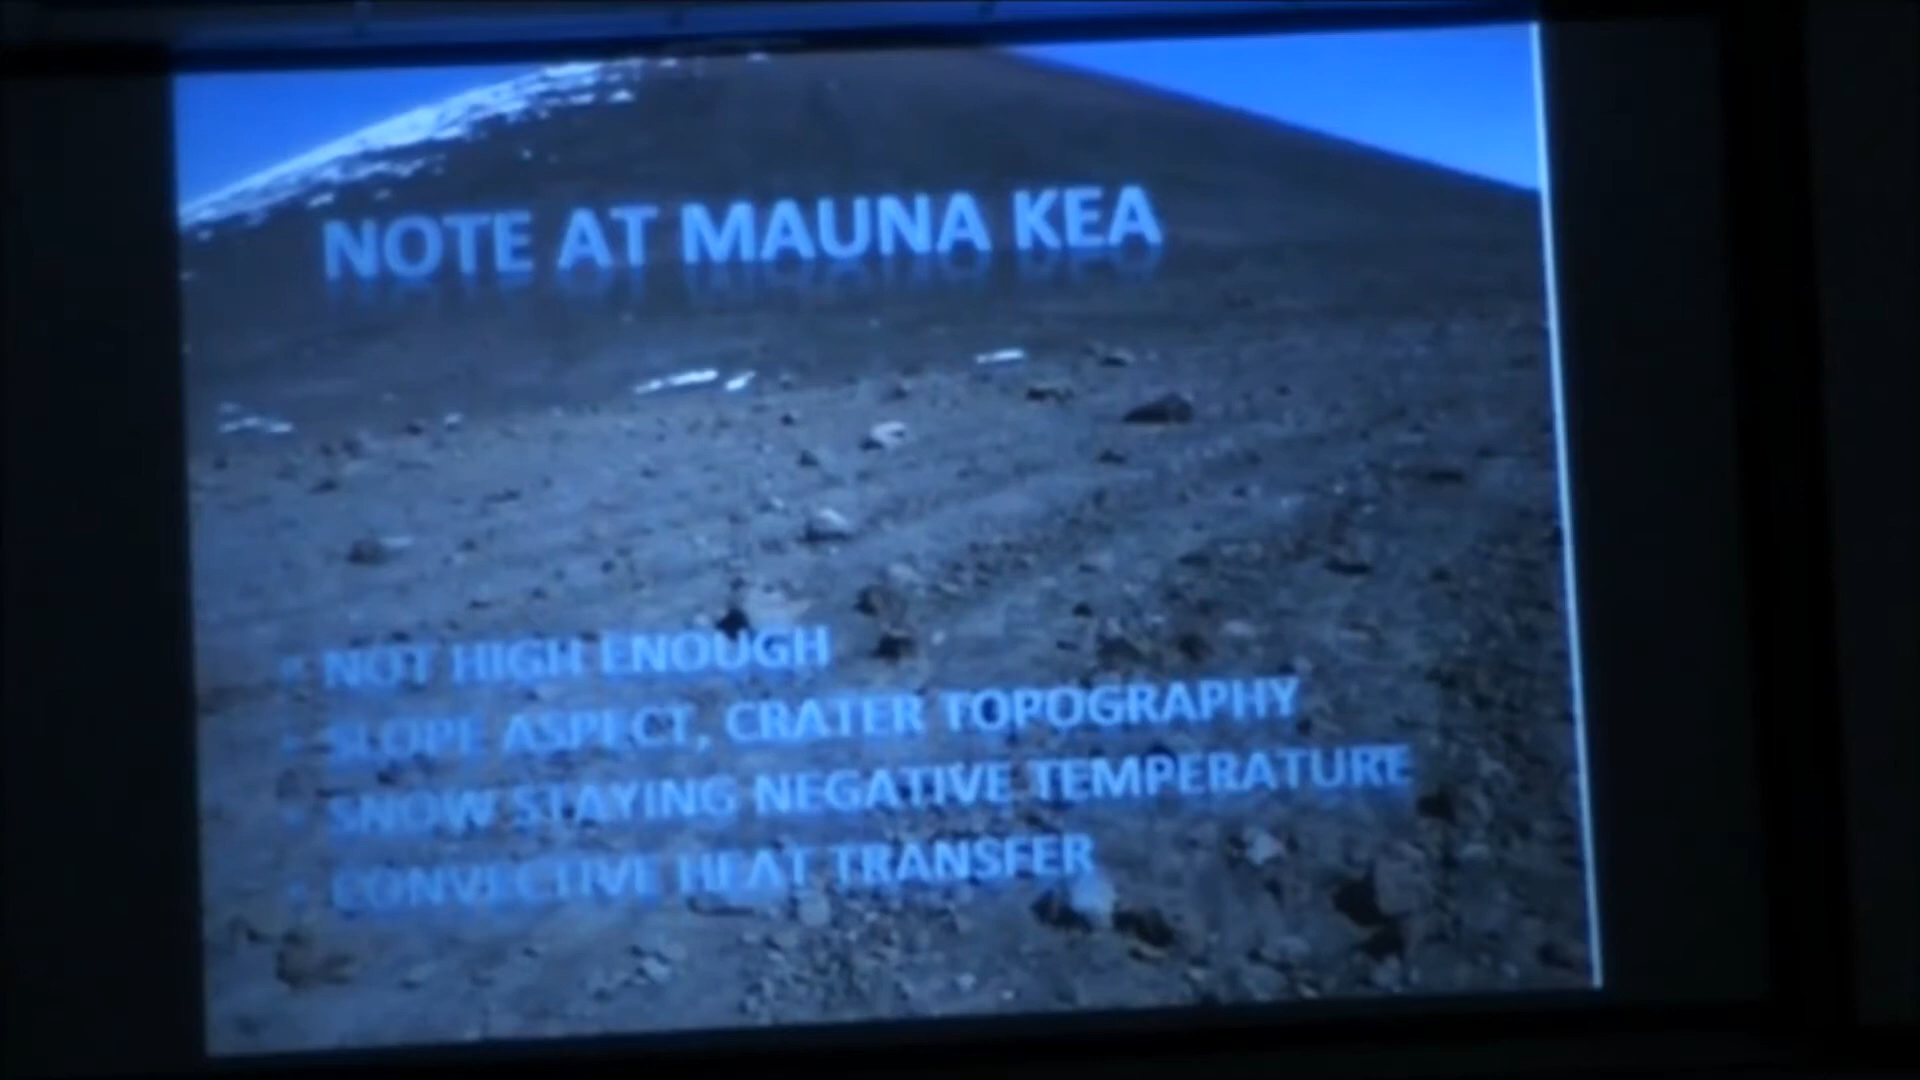 NOTE AT MAUNA KEA
• NOT HIGH ENOUGH
• SLOPE ASPECT, CRATER TOPOGRAPHY
• SNOW STAYING NEGATIVE TEMPERATURE
• CONVECTIVE HEAT TRANSFER